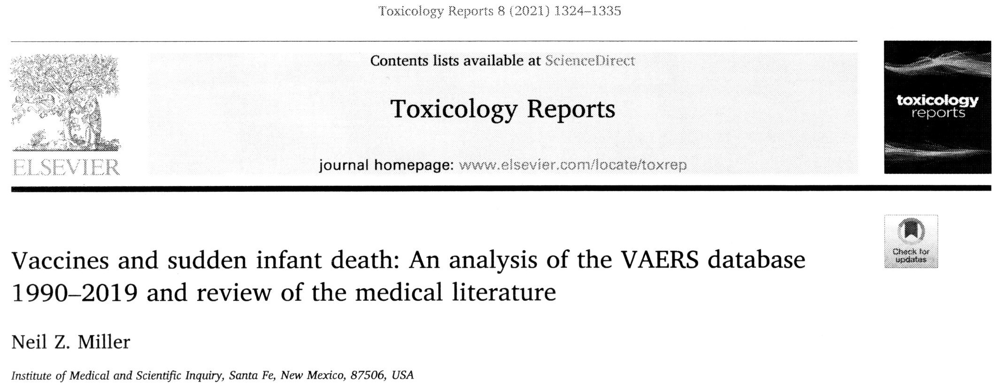 Toxicology Reports 8 (2021) 1324–1335
Contents lists available at ScienceDirect
Toxicology Reports
journal homepage: www.elsevier.com/locate/toxrep
ELSEVIER
toxicology
reports
Check for
updates
Vaccines and sudden infant death: An analysis of the VAERS database
1990–2019 and review of the medical literature
Neil Z. Miller
Institute of Medical and Scientific Inquiry, Santa Fe, New Mexico, 87506, USA